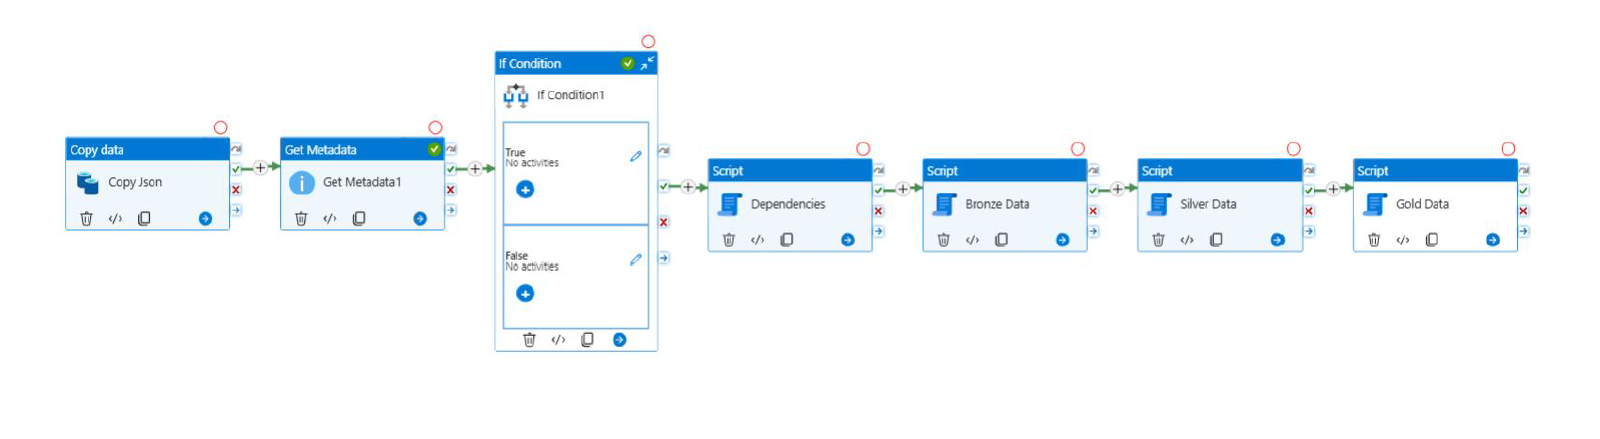 Copy data
Copy Json
Get Metadata
Get Metadata1
If Condition
If Condition1
True
No activities
False
No activities
Script
Dependencies
Script
Bronze Data
Script
Silver Data
Script
Gold Data